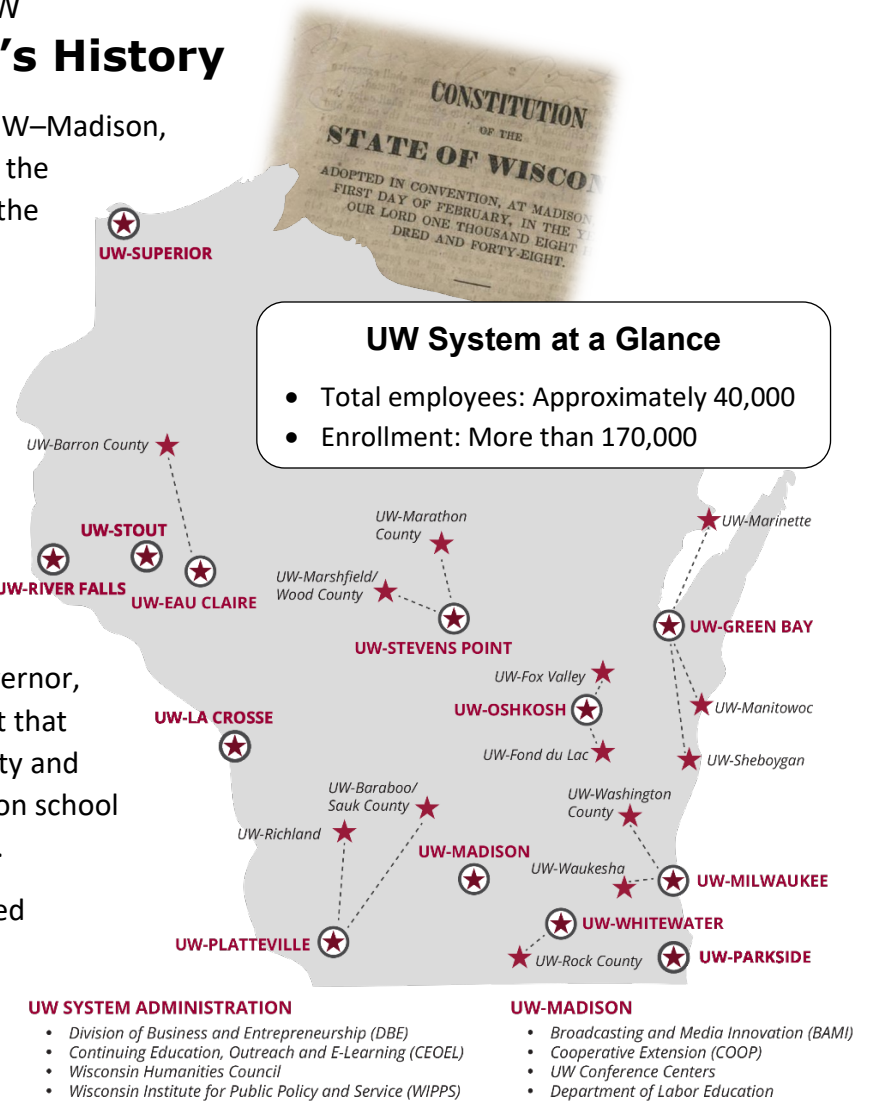 W
's History
W–Madison,
the
the
CONSTITUTION
OF THE
STATE OF WISCON
ADOPTED IN CONVENTION, AT MADISON
FIRST DAY OF FEBRUARY, IN THE YE
OUR LORD ONE THOUSAND EIGHT
DRED AND FORTY-EIGHT.
UW-SUPERIOR
UW System at a Glance
• Total employees: Approximately 40,000
• Enrollment: More than 170,000
UW-Barron County
UW-Marathon
County
UW-Marinette
UW-STOUT
UW-Marshfield/
Wood County
UW-RIVER FALLS
UW-EAU CLAIRE
UW-GREEN BAY
UW-STEVENS POINT
ernor,
t that
ty and
on school
.
ed
UW-Fox Valley
UW-OSHKOSH
UW-Manitowoc
UW-LA CROSSE
UW-Fond du Lac
UW-Sheboygan
UW-Baraboo/
Sauk County
UW-Washington
County
UW-Richland
UW-MADISON
UW-Waukesha
UW-MILWAUKEE
UW-WHITEWATER
UW-PLATTEVILLE
UW-Rock County
UW-PARKSIDE
UW SYSTEM ADMINISTRATION
• Division of Business and Entrepreneurship (DBE)
• Continuing Education, Outreach and E-Learning (CEOEL)
• Wisconsin Humanities Council
• Wisconsin Institute for Public Policy and Service (WIPPS)
UW-MADISON
• Broadcasting and Media Innovation (BAMI)
• Cooperative Extension (COOP)
• UW Conference Centers
• Department of Labor Education